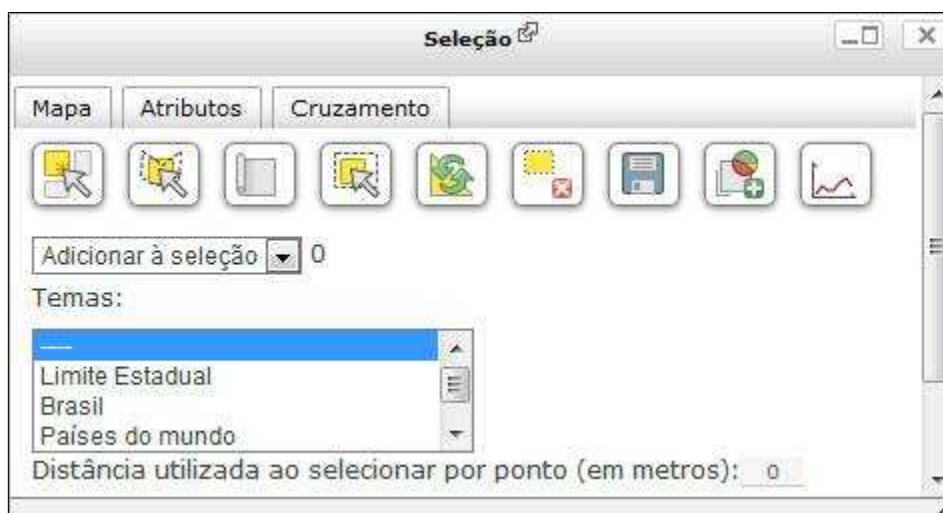 Seleção
Mapa Atributos Cruzamento
Adicionar à seleção 0
Temas:
----
Limite Estadual
Brasil
Países do mundo
Distância utilizada ao selecionar por ponto (em metros): 0